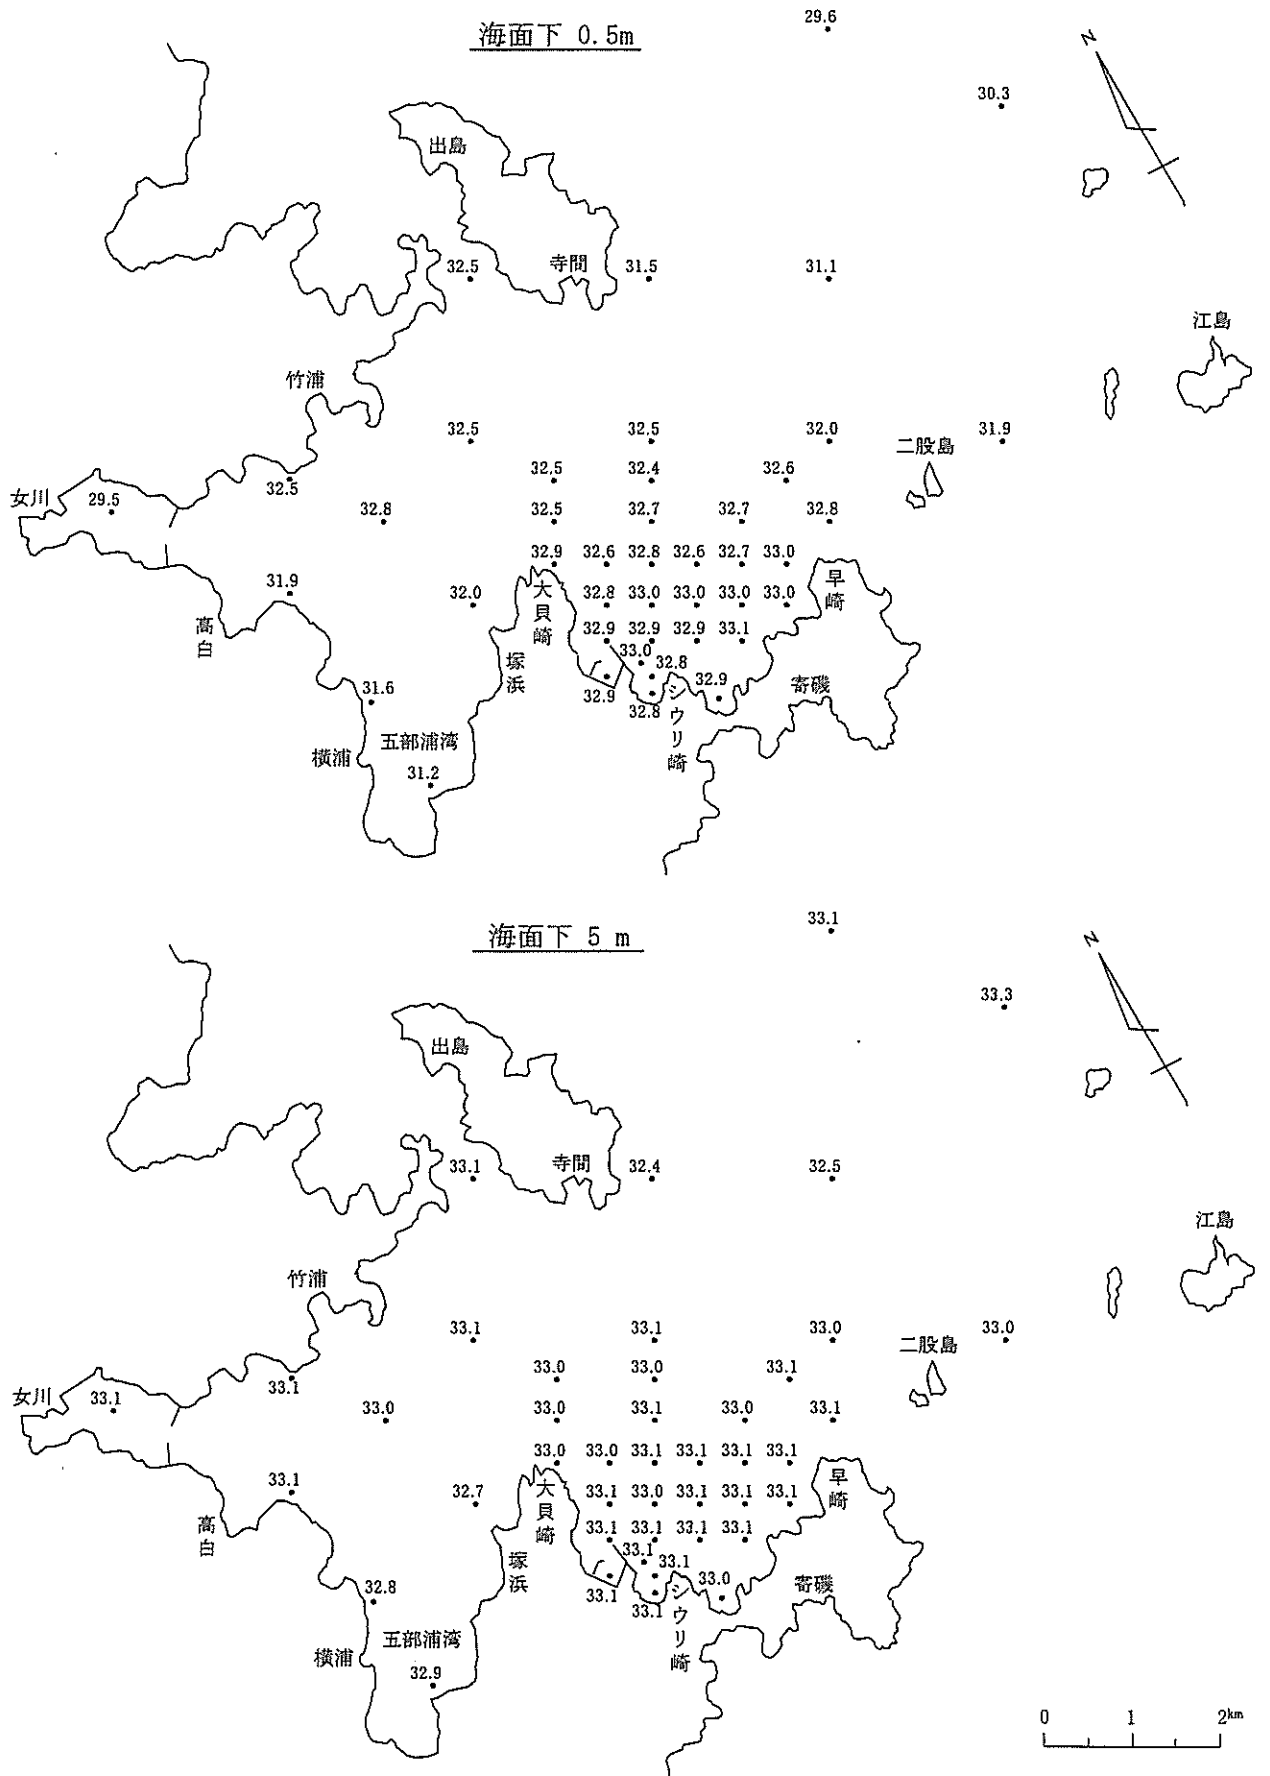 海面下 0.5m
29.6
30.3
N
出島
寺間
32.5
31.5
31.1
江島
竹浦
32.5
32.5
32.0
31.9
二股島
32.5
32.4
32.6
女川
29.5
32.5
32.8
32.5
32.7
32.7
32.8
32.9
32.6
32.8
32.6
32.7
33.0
31.9
32.0
大貝崎
32.8
33.0
33.0
33.0
33.0
早崎
高白
32.9
32.9
32.9
33.1
塚浜
33.0
32.8
32.9
32.9
32.8
シウリ崎
寄磯
31.6
横浦
五部浦湾
31.2
海面下 5 m
33.1
33.3
N
出島
寺間
33.1
32.4
32.5
江島
竹浦
33.1
33.1
33.0
33.0
二股島
33.0
33.0
33.1
女川
33.1
33.1
33.0
33.0
33.1
33.0
33.1
33.0
33.0
33.1
33.1
33.1
33.1
33.1
32.7
大貝崎
33.1
33.0
33.1
33.1
33.1
早崎
高白
33.1
33.1
33.1
33.1
塚浜
33.1
33.1
33.0
33.1
33.1
シウリ崎
寄磯
32.8
横浦
五部浦湾
32.9
0 1 2km